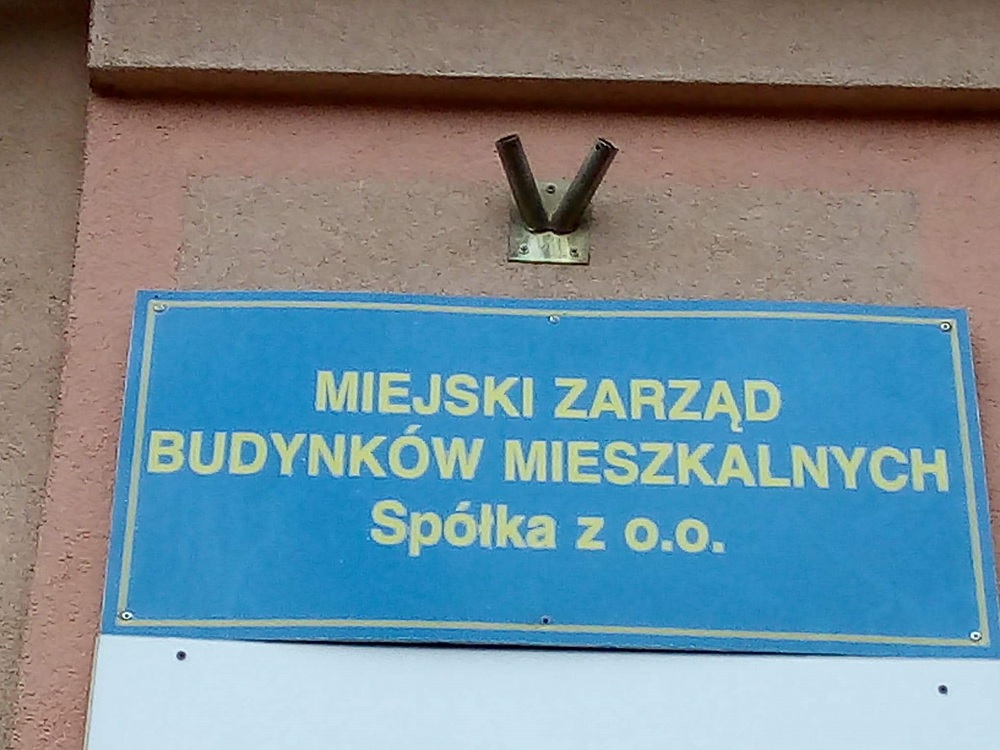 MIEJSKI ZARZĄD
BUDYNKÓW MIESZKALNYCH
Spółka z o.o.